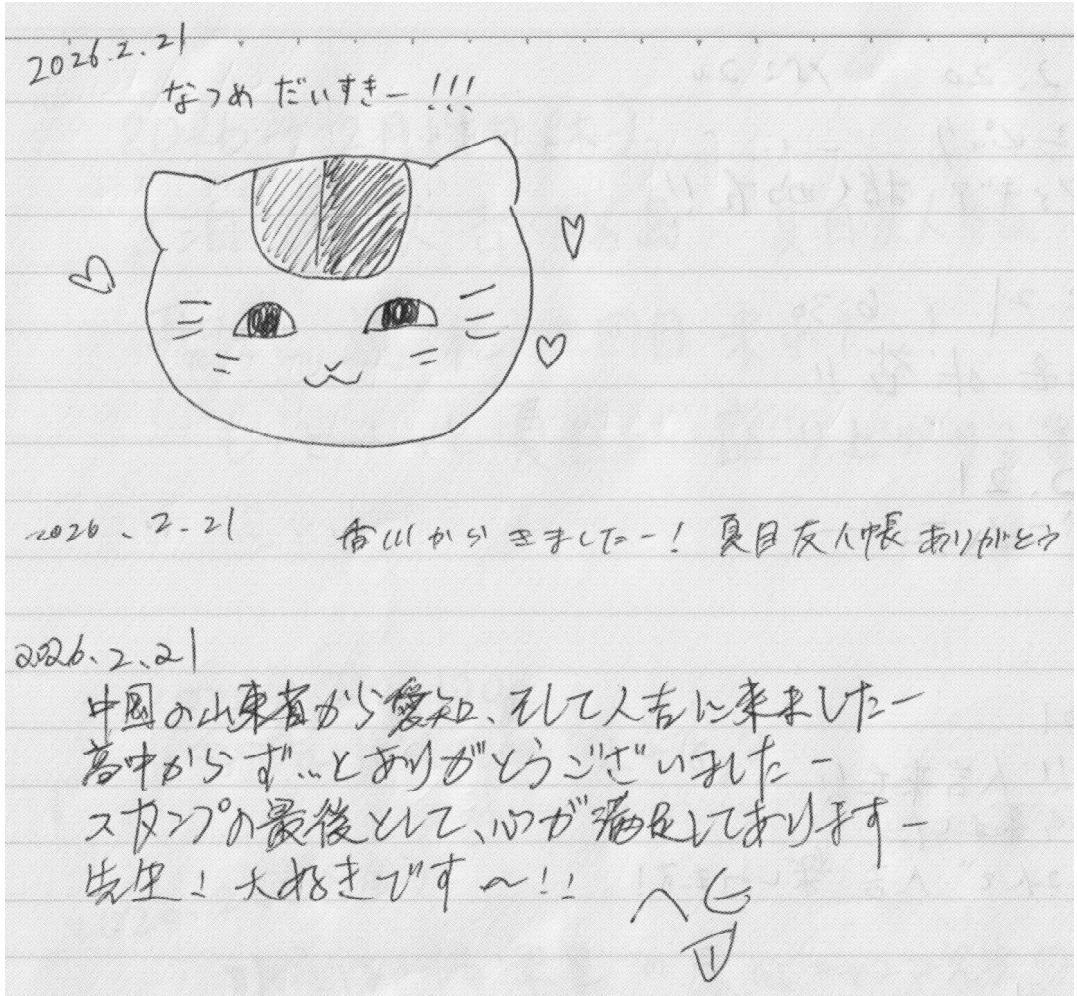 2026.2.21
なつめ だいすきー!!!
2026.2.21 香川からきましたー! 夏目友人帳ありがとう
2026.2.21
中国の山東省から愛知、そして人吉に来ましたー
高中からずぃ〜とありがとうございましたー
スタンプの最後として、心が満足してありますー
先生!大好きです〜!!